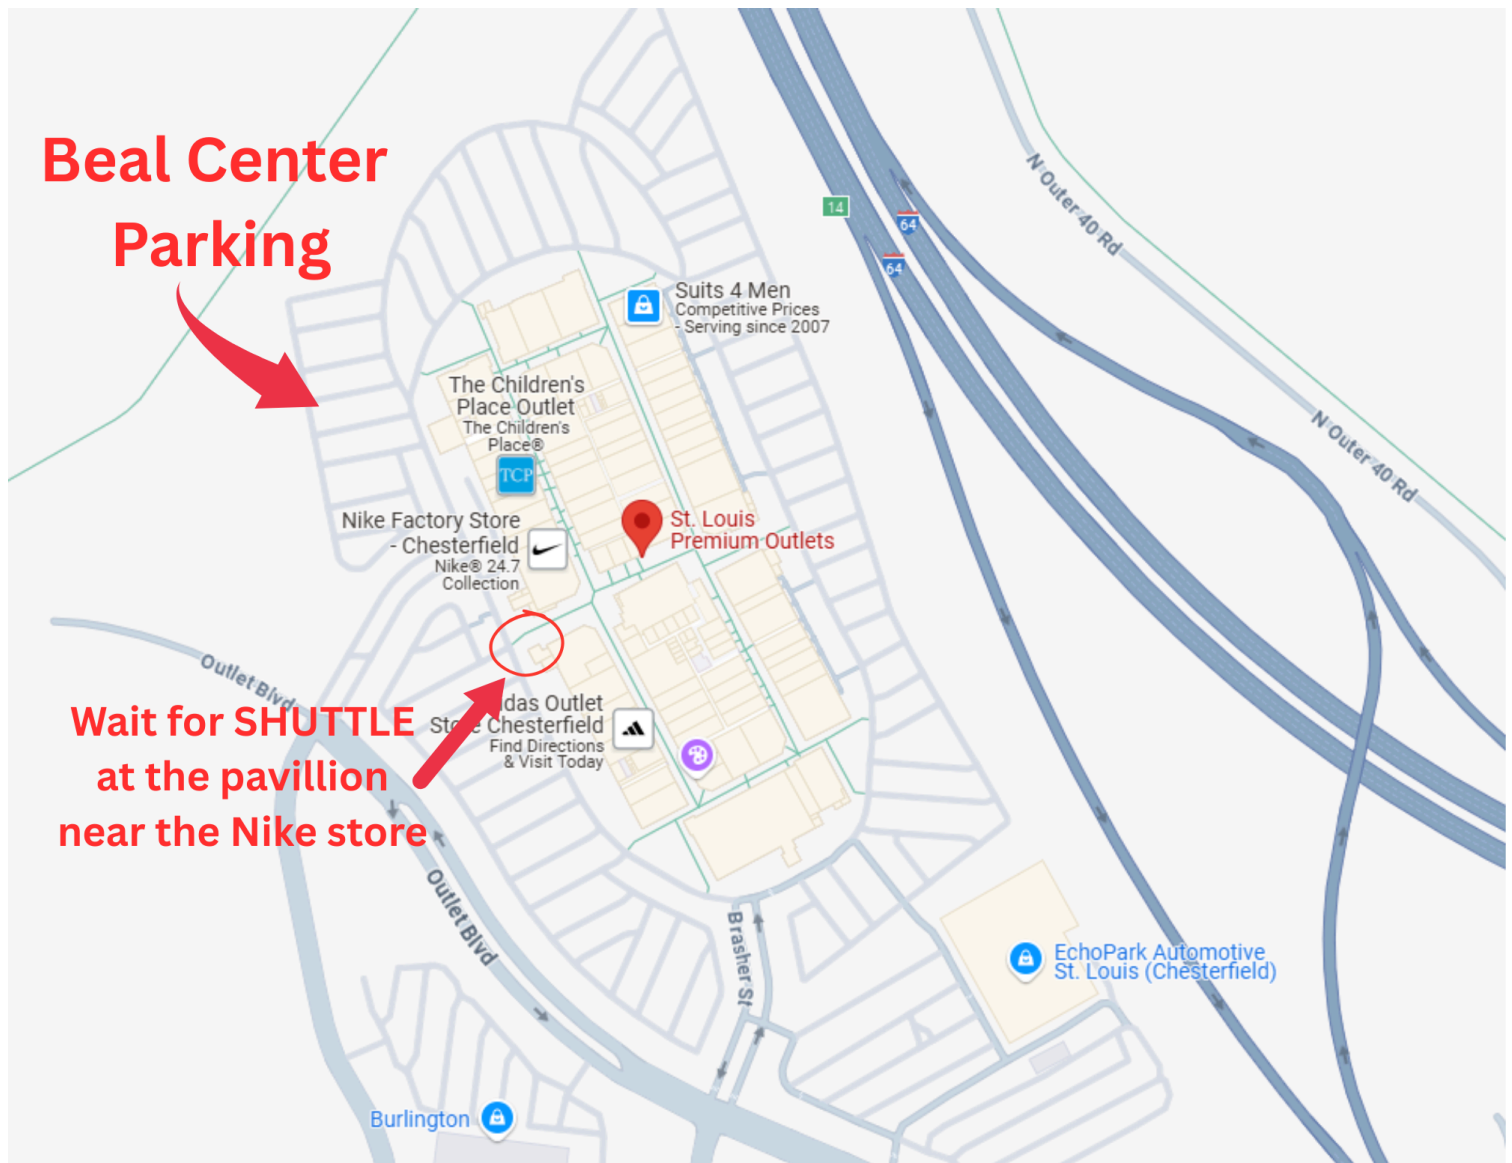 Beal Center
Parking
N Outer 40 Rd
14
64
64
Suits 4 Men
Competitive Prices
- Serving since 2007
The Children's
Place Outlet
The Children's
Place®
TCP
N Outer 40 Rd
Nike Factory Store
- Chesterfield
Nike® 24.7
Collection
St. Louis
Premium Outlets
Outlet Blvd
Wait for SHUTTLE
at the pavillion
near the Nike store
das Outlet
Sto e Chesterfield
Find Directions
& Visit Today
Outlet Blvd
Brasher St
EchoPark Automotive
St. Louis (Chesterfield)
Burlington